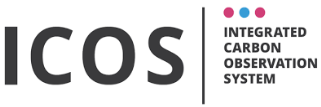 ICOS
INTEGRATED
CARBON
OBSERVATION
SYSTEM